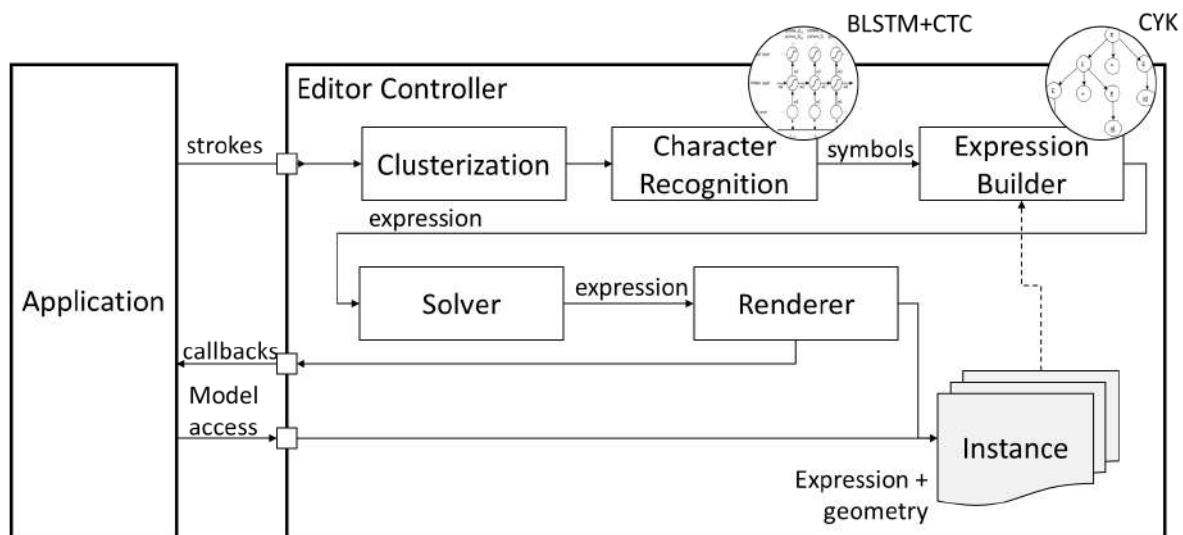 BLSTM+CTC
CYK
Editor Controller
strokes
Clusterization
Character
Recognition
symbols
Expression
Builder
expression
Application
Solver
expression
Renderer
callbacks
Model
access
Instance
Expression +
geometry